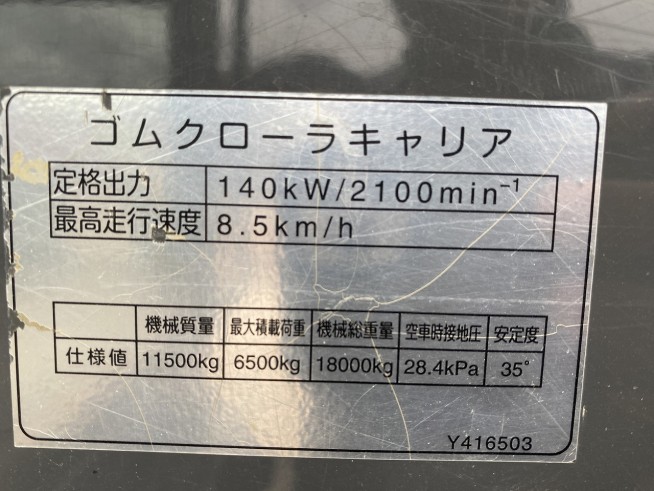 ゴムクローラキャリア
定格出力 140kW/2100min⁻¹
最高走行速度 8.5km/h
機械質量 最大積載荷重 機械総重量 空車時接地圧 安定度
仕様値 11500kg 6500kg 18000kg 28.4kPa 35°
Y416503